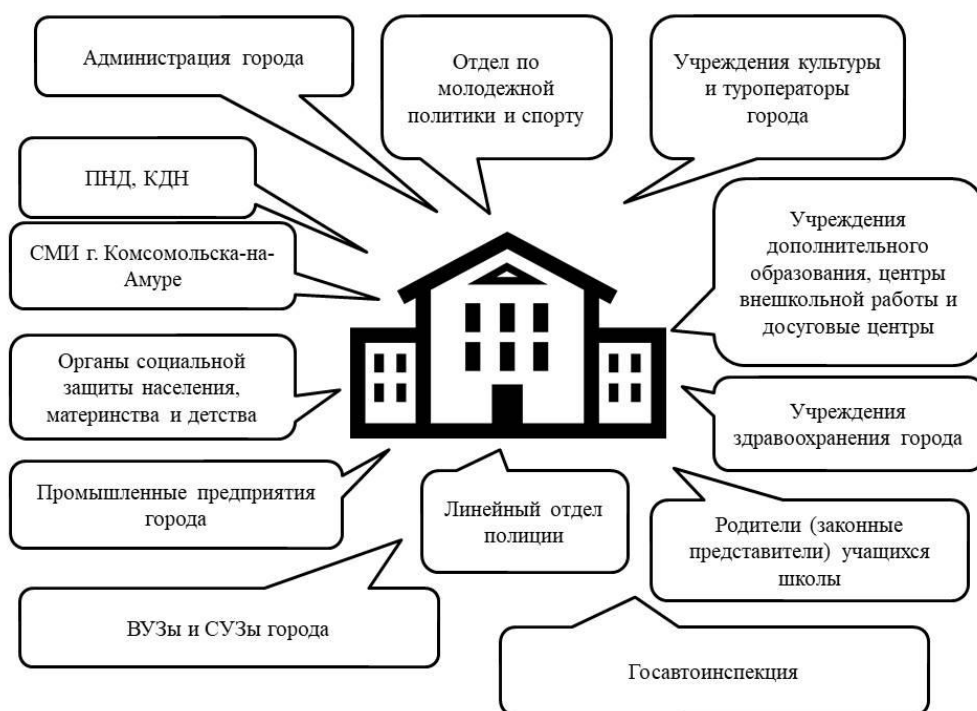 Администрация города
Отдел по
молодежной
политики и спорту
Учреждения культуры
и туроператоры
города
ПНД, КДН
СМИ г. Комсомольска-на-
Амуре
Учреждения
дополнительного
образования, центры
внешкольной работы и
досуговые центры
Органы социальной
защиты населения,
материнства и детства
Учреждения
здравоохранения города
Промышленные предприятия
города
Линейный отдел
полиции
Родители (законные
представители) учащихся
школы
ВУЗы и СУЗы города
Госавтоинспекция